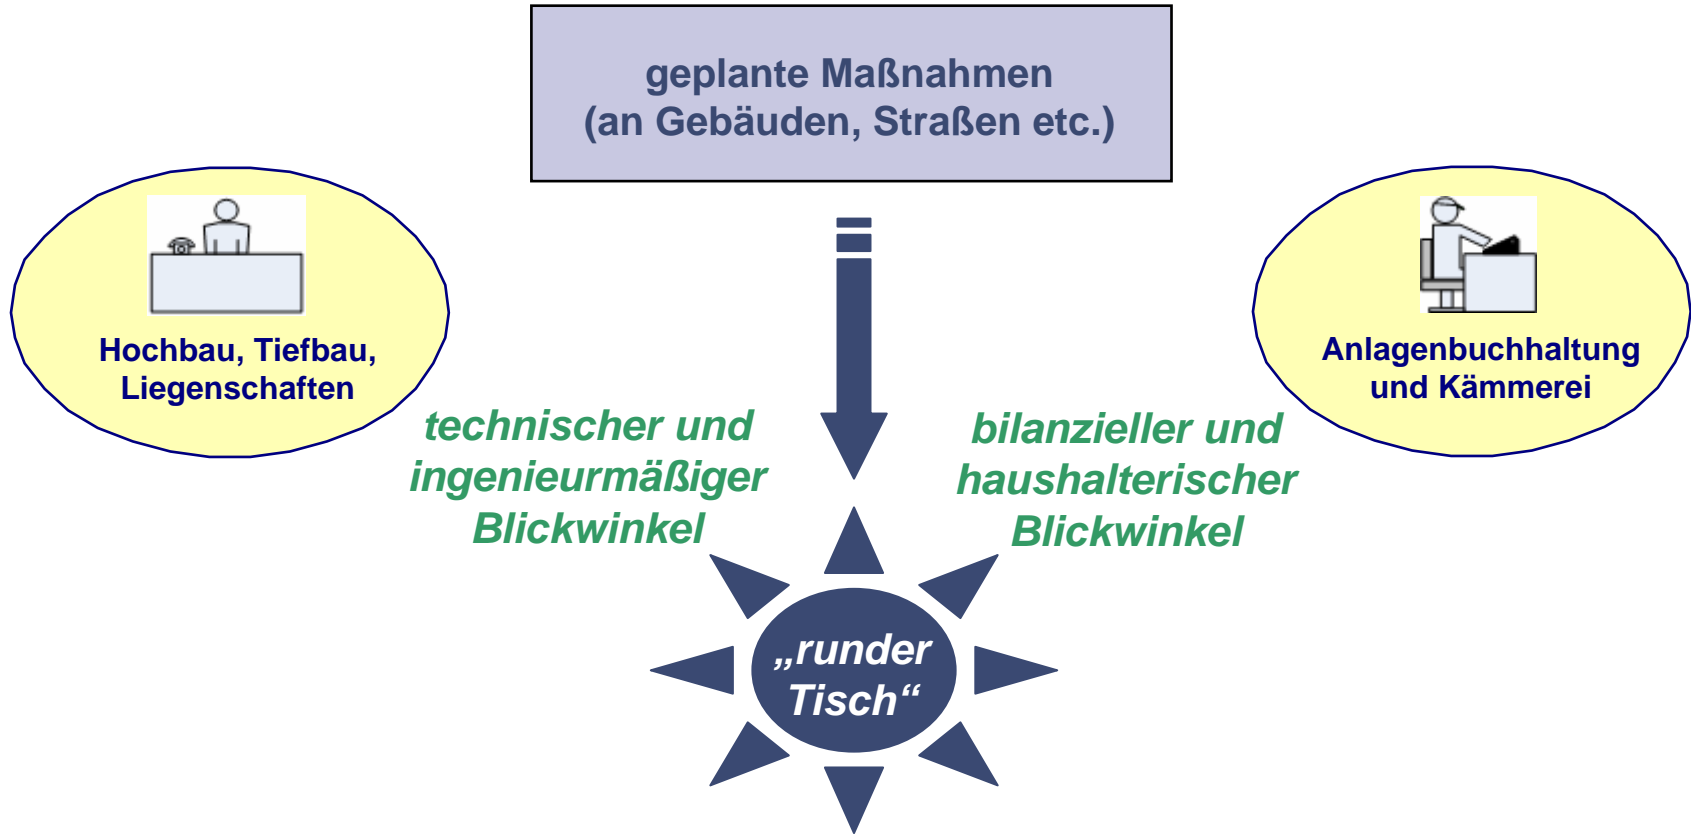 geplante Maßnahmen
(an Gebäuden, Straßen etc.)
Hochbau, Tiefbau,
Liegenschaften
Anlagenbuchhaltung
und Kämmerei
technischer und
ingenieurmäßiger
Blickwinkel
bilanzieller und
haushalterischer
Blickwinkel
„runder
Tisch“